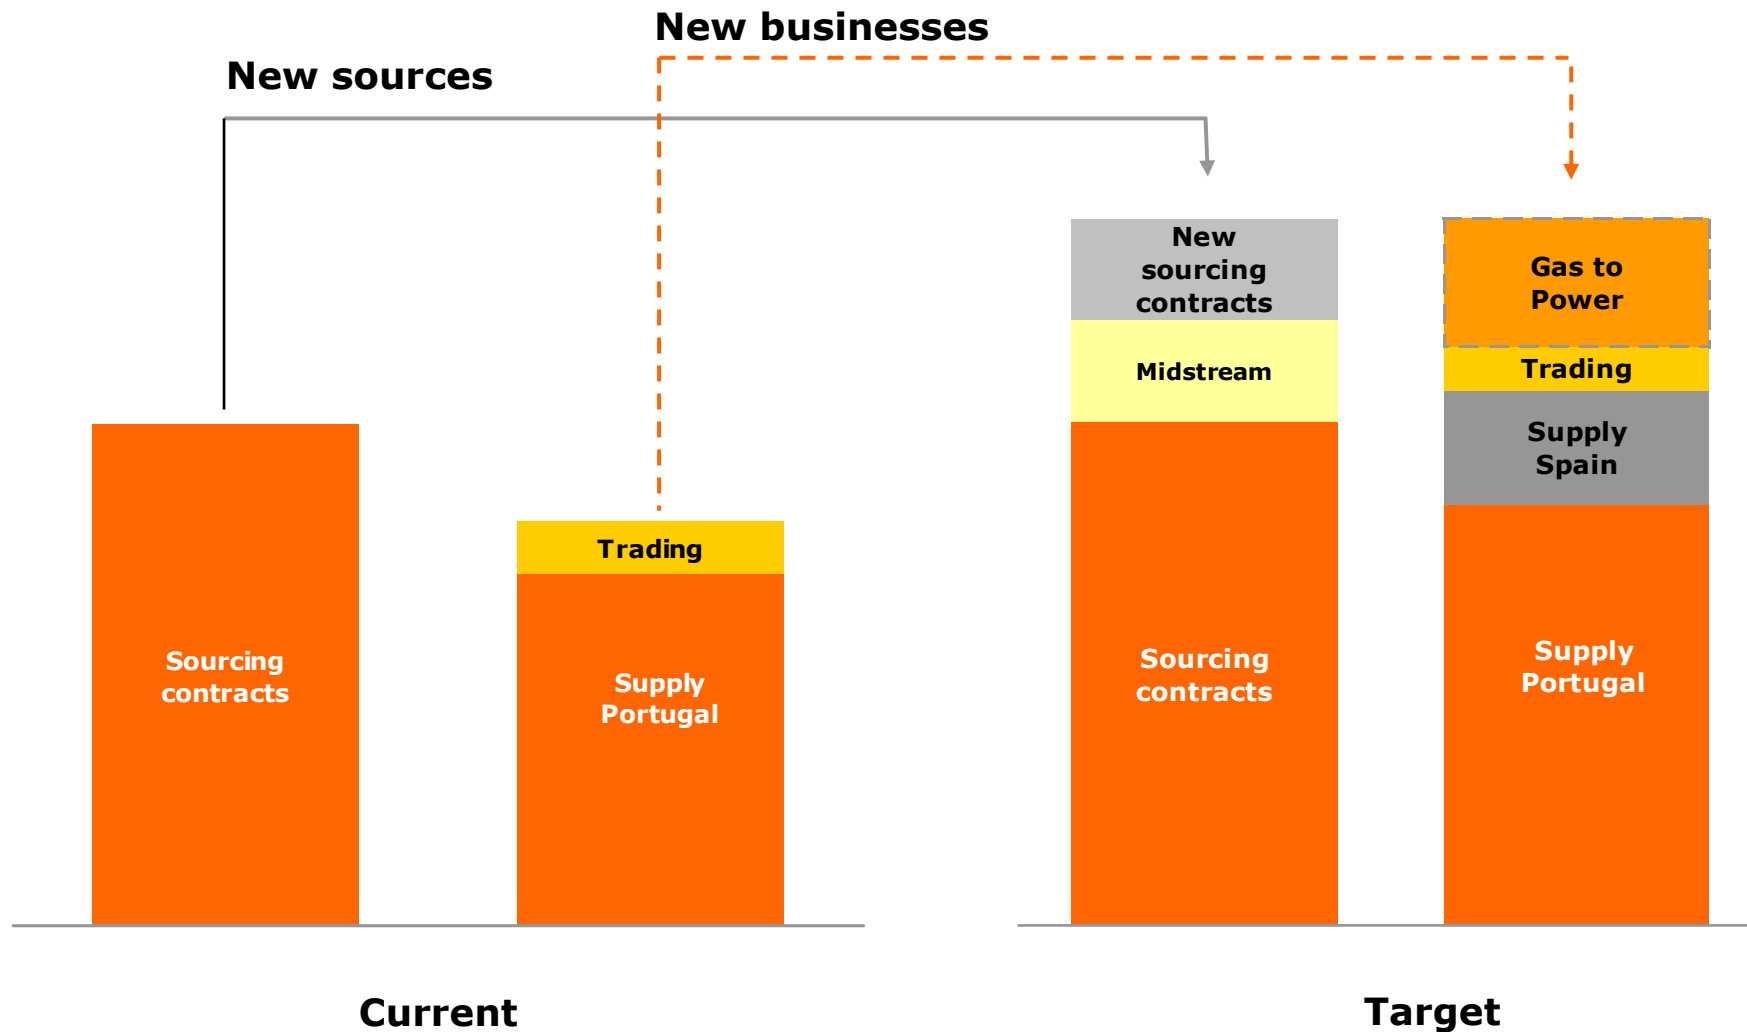 New businesses
New sources
New
sourcing
contracts
Gas to
Power
Midstream
Trading
Supply
Spain
Trading
Sourcing
contracts
Supply
Portugal
Sourcing
contracts
Supply
Portugal
Current
Target